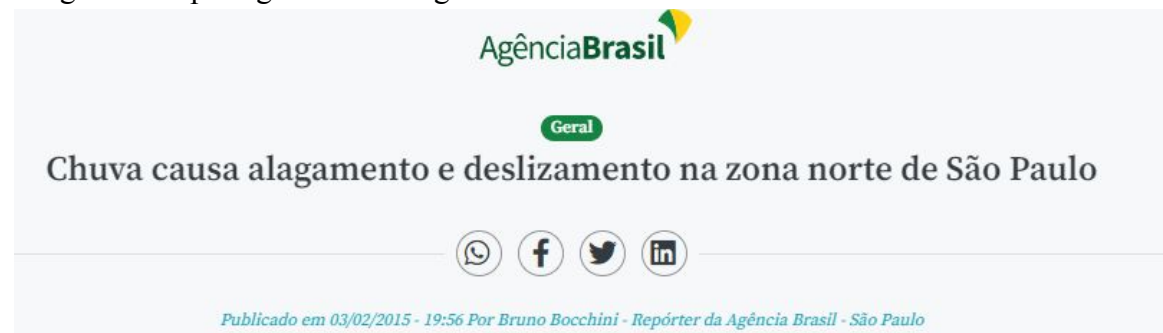 AgênciaBrasil
Geral
Chuva causa alagamento e deslizamento na zona norte de São Paulo
Publicado em 03/02/2015 - 19:56 Por Bruno Bocchini - Repórter da Agência Brasil - São Paulo